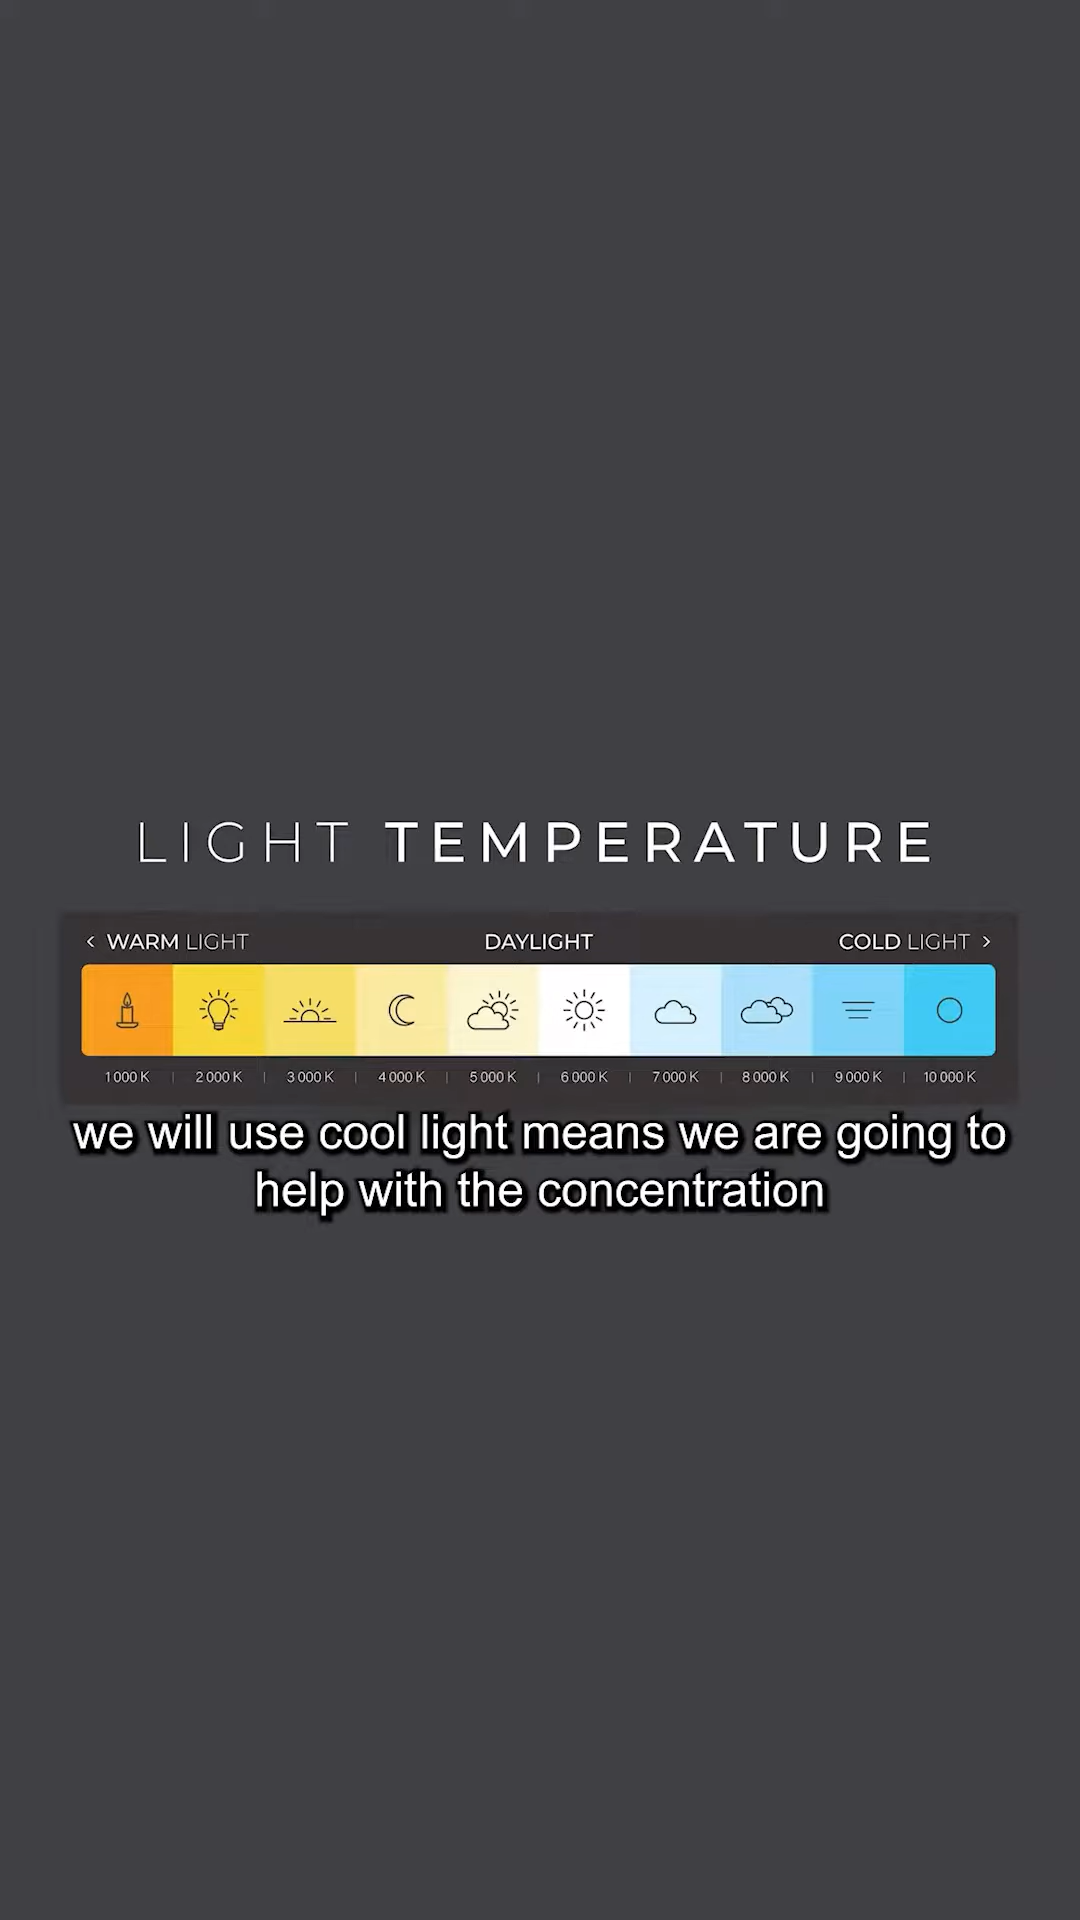 LIGHT TEMPERATURE
< WARM LIGHT DAYLIGHT COLD LIGHT >
1 000 K | 2 000 K | 3 000 K | 4 000 K | 5 000 K | 6 000 K | 7 000 K | 8 000 K | 9 000 K | 10 000 K
we will use cool light means we are going to
help with the concentration